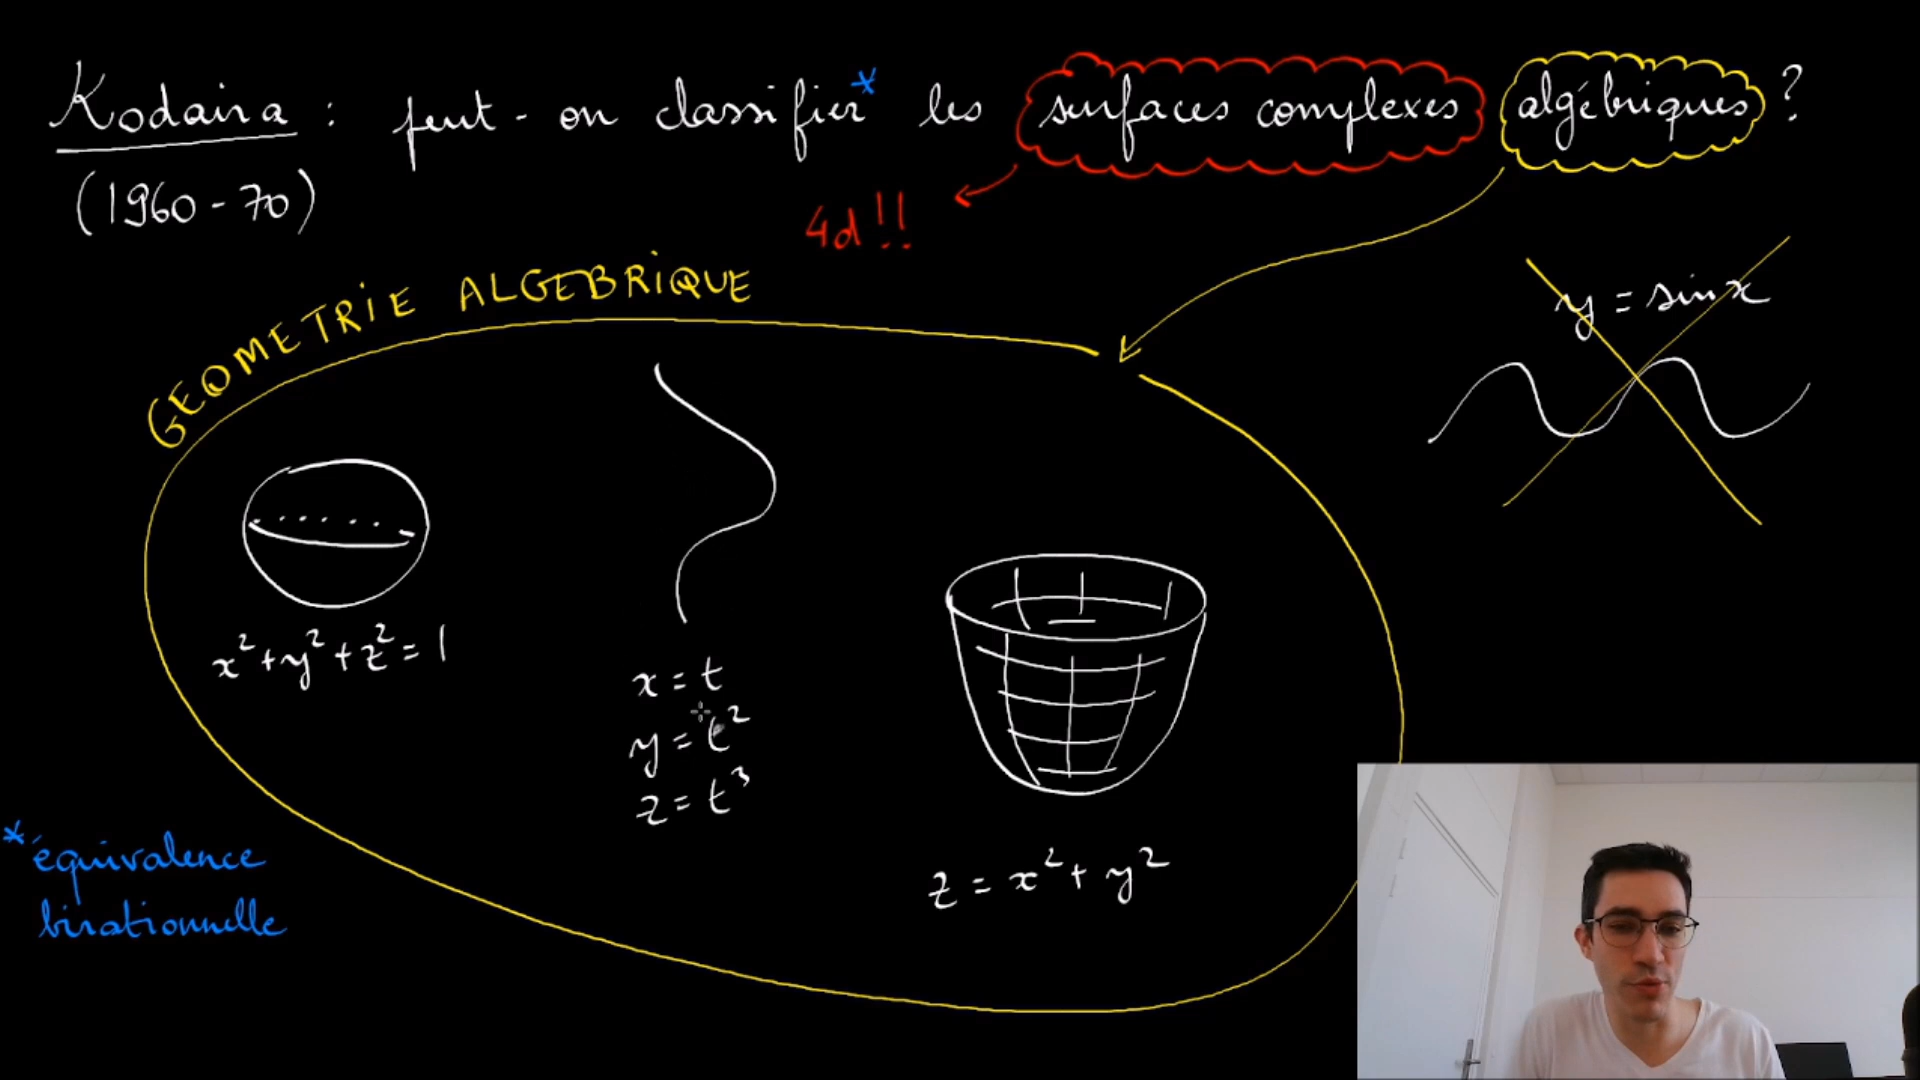 Kodaira : peut-on classifier* les surfaces complexes algébriques ?
(1960-70)
4d!!
GEOMETRIE ALGEBRIQUE
y = sin x
x² + y² + z² = 1
x = t
y = t²
z = t³
z = x² + y²
* équivalence
birationnelle